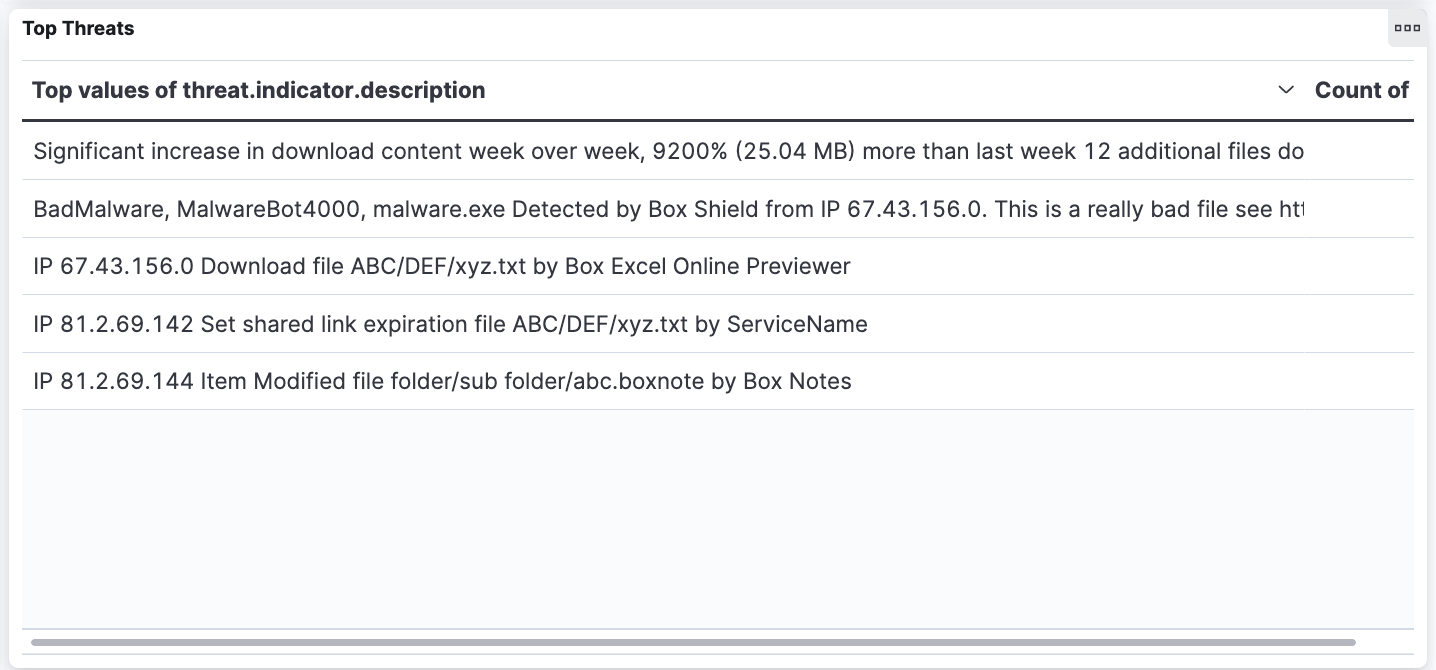 Top Threats
Top values of threat.indicator.description
Count of
Significant increase in download content week over week, 9200% (25.04 MB) more than last week 12 additional files do
BadMalware, MalwareBot4000, malware.exe Detected by Box Shield from IP 67.43.156.0. This is a really bad file see htt
IP 67.43.156.0 Download file ABC/DEF/xyz.txt by Box Excel Online Previewer
IP 81.2.69.142 Set shared link expiration file ABC/DEF/xyz.txt by ServiceName
IP 81.2.69.144 Item Modified file folder/sub folder/abc.boxnote by Box Notes